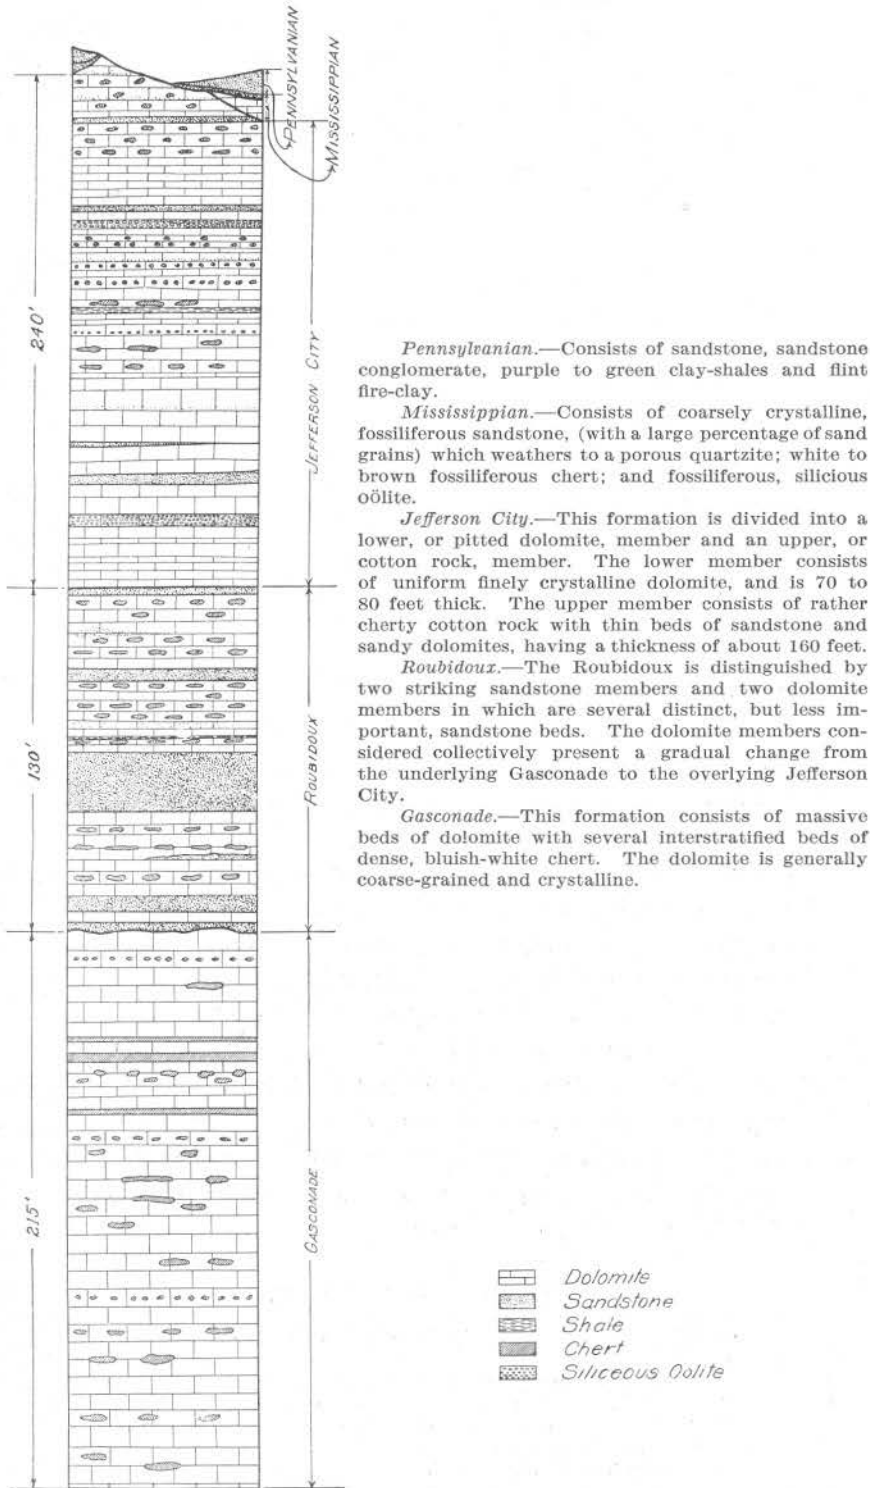 PENNSYLVANIAN
MISSISSIPPIAN
240'
JEFFERSON CITY
Pennsylvanian.—Consists of sandstone, sandstone
conglomerate, purple to green clay-shales and flint
fire-clay.
Mississippian.—Consists of coarsely crystalline,
fossiliferous sandstone, (with a large percentage of sand
grains) which weathers to a porous quartzite; white to
brown fossiliferous chert; and fossiliferous, silicious
oölite.
Jefferson City.—This formation is divided into a
lower, or pitted dolomite, member and an upper, or
cotton rock, member. The lower member consists
of uniform finely crystalline dolomite, and is 70 to
80 feet thick. The upper member consists of rather
cherty cotton rock with thin beds of sandstone and
sandy dolomites, having a thickness of about 160 feet.
Roubidoux.—The Roubidoux is distinguished by
two striking sandstone members and two dolomite
members in which are several distinct, but less im-
portant, sandstone beds. The dolomite members con-
sidered collectively present a gradual change from
the underlying Gasconade to the overlying Jefferson
City.
Gasconade.—This formation consists of massive
beds of dolomite with several interstratified beds of
dense, bluish-white chert. The dolomite is generally
coarse-grained and crystalline.
130'
ROUBIDOUX
215'
GASCONADE
Dolomite
Sandstone
Shale
Chert
Siliceous Oolite